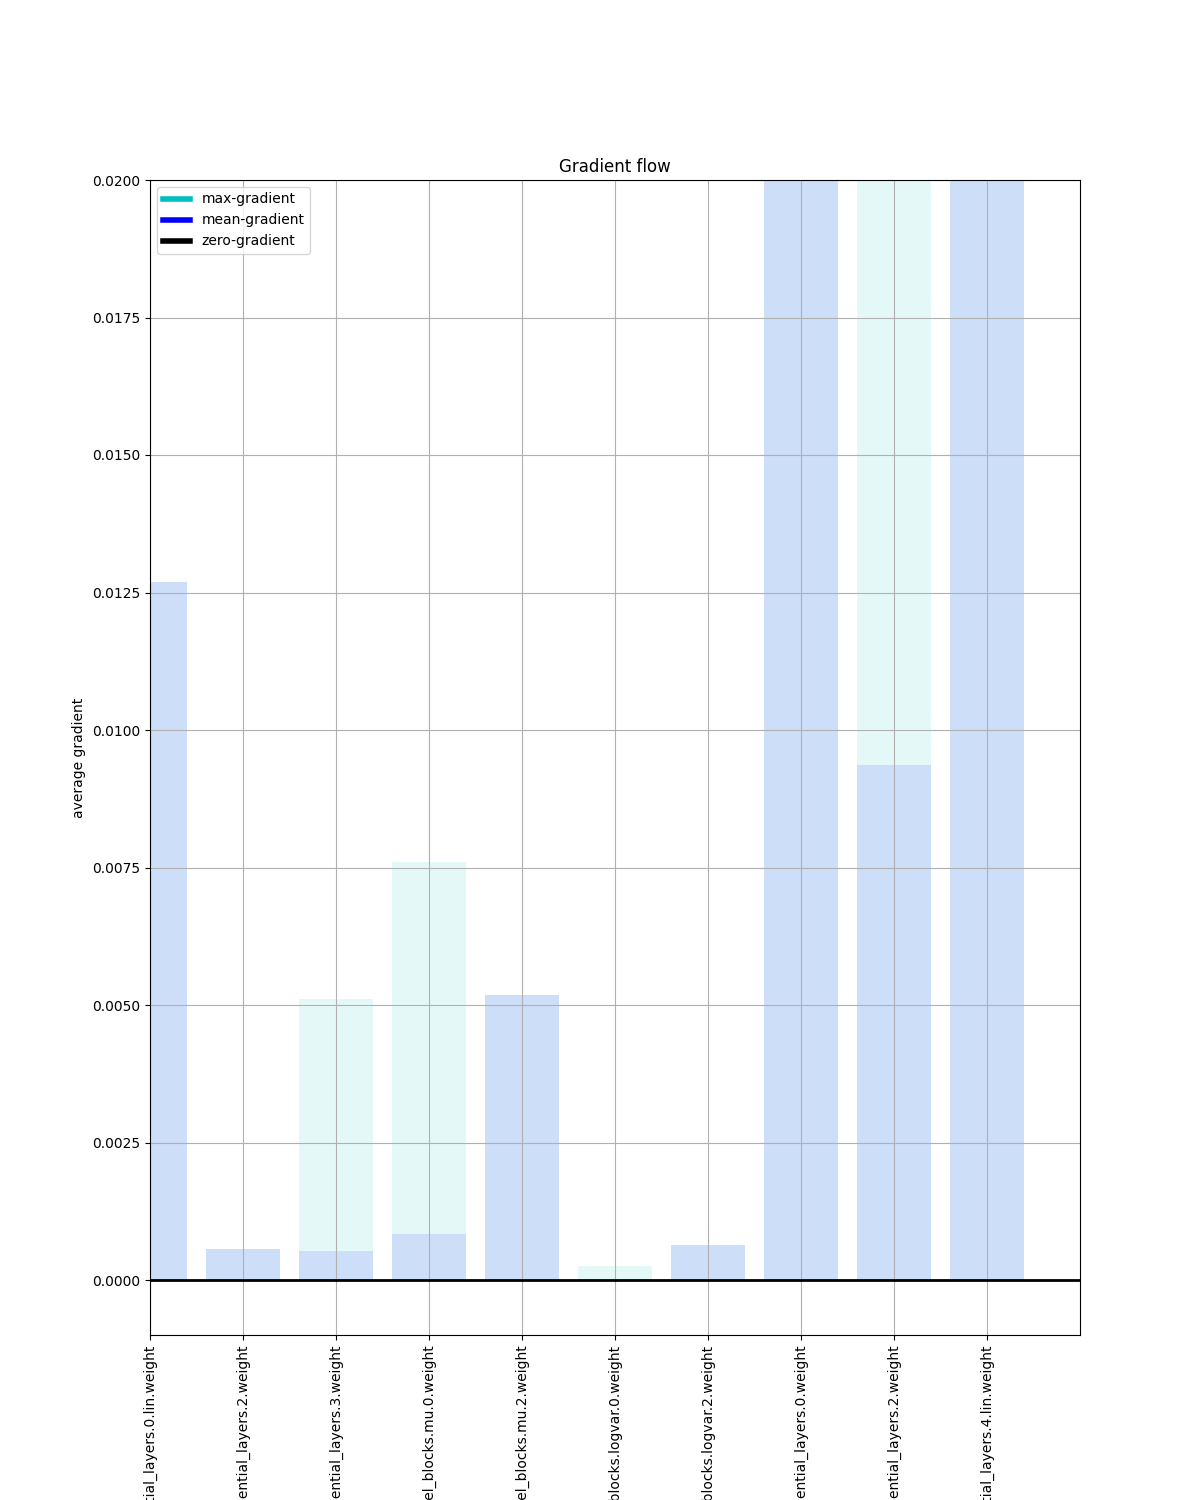 Gradient flow
max-gradient
mean-gradient
zero-gradient
average gradient
0.0200
0.0175
0.0150
0.0125
0.0100
0.0075
0.0050
0.0025
0.0000
tial_layers.0.lin.weight
ential_layers.2.weight
ential_layers.3.weight
el_blocks.mu.0.weight
el_blocks.mu.2.weight
blocks.logvar.0.weight
blocks.logvar.2.weight
ential_layers.0.weight
ential_layers.2.weight
tial_layers.4.lin.weight